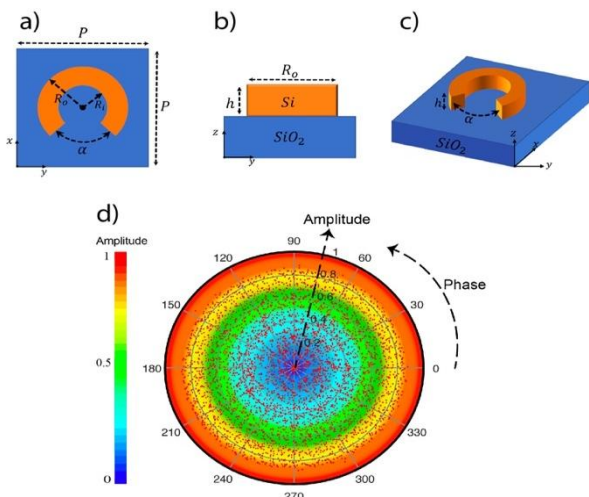 a)
P
R_o
R_i
P
α
x
y
b)
R_o
h
Si
z
SiO_2
y
c)
h
α
SiO_2
z
x
y
d)
Amplitude
Phase
Amplitude
1
0.5
0
90
60
30
0
330
300
270
240
210
180
150
120
1
0.8
0.6
0.4
0.2